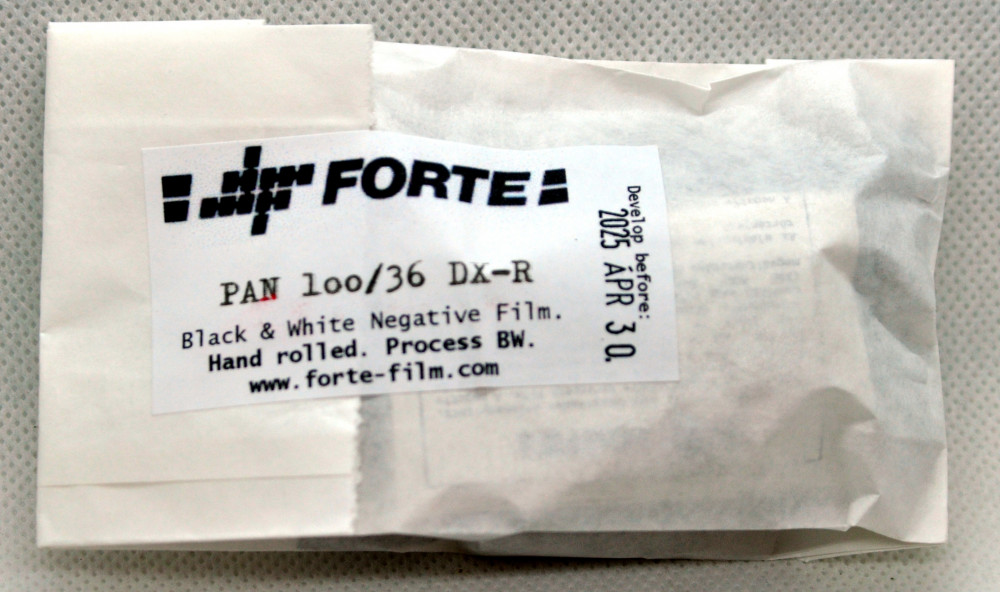 FORTE
PAN 100/36 DX-R
Black & White Negative Film.
Hand rolled. Process BW.
www.forte-film.com
Develop before:
2025 ÁPR 30.